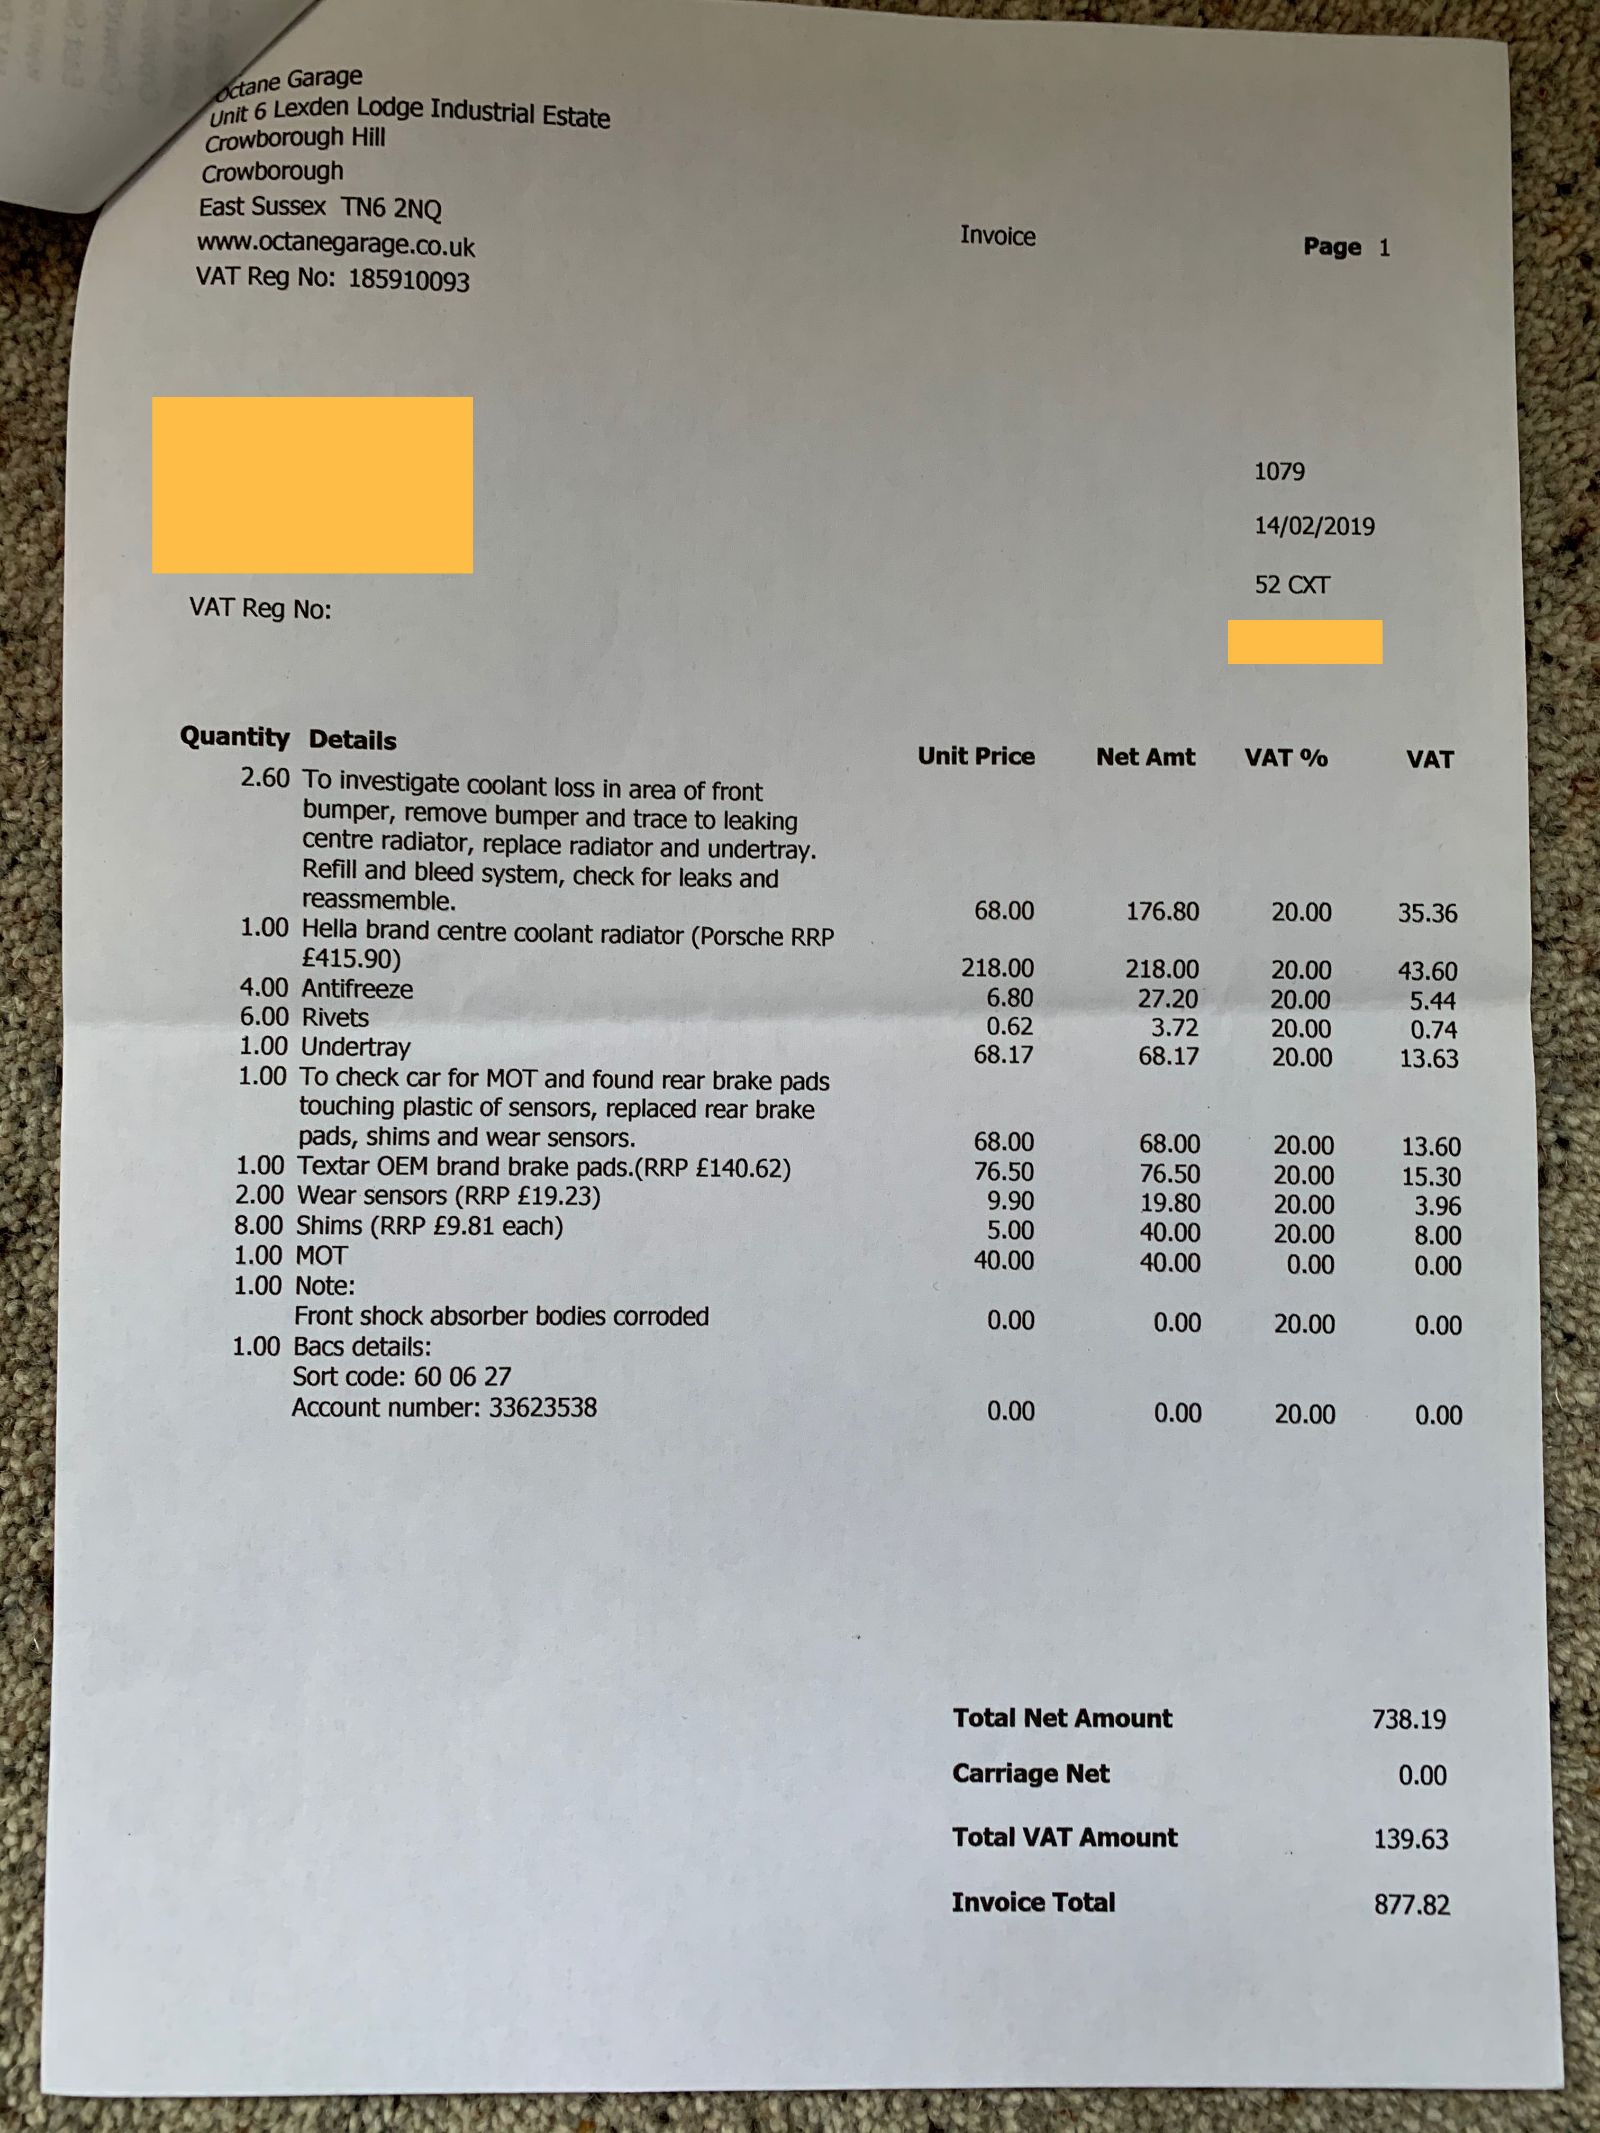 Octane Garage
Unit 6 Lexden Lodge Industrial Estate
Crowborough Hill
Crowborough
East Sussex TN6 2NQ
www.octanegarage.co.uk
VAT Reg No: 185910093
Invoice
Page 1
1079
14/02/2019
52 CXT
VAT Reg No:
Quantity Details Unit Price Net Amt VAT % VAT
2.60 To investigate coolant loss in area of front
bumper, remove bumper and trace to leaking
centre radiator, replace radiator and undertray.
Refill and bleed system, check for leaks and
reassmemble. 68.00 176.80 20.00 35.36
1.00 Hella brand centre coolant radiator (Porsche RRP
£415.90) 218.00 218.00 20.00 43.60
4.00 Antifreeze 6.80 27.20 20.00 5.44
6.00 Rivets 0.62 3.72 20.00 0.74
1.00 Undertray 68.17 68.17 20.00 13.63
1.00 To check car for MOT and found rear brake pads
touching plastic of sensors, replaced rear brake
pads, shims and wear sensors. 68.00 68.00 20.00 13.60
1.00 Textar OEM brand brake pads.(RRP £140.62) 76.50 76.50 20.00 15.30
2.00 Wear sensors (RRP £19.23) 9.90 19.80 20.00 3.96
8.00 Shims (RRP £9.81 each) 5.00 40.00 20.00 8.00
1.00 MOT 40.00 40.00 0.00 0.00
1.00 Note:
Front shock absorber bodies corroded 0.00 0.00 20.00 0.00
1.00 Bacs details:
Sort code: 60 06 27
Account number: 33623538 0.00 0.00 20.00 0.00
Total Net Amount 738.19
Carriage Net 0.00
Total VAT Amount 139.63
Invoice Total 877.82